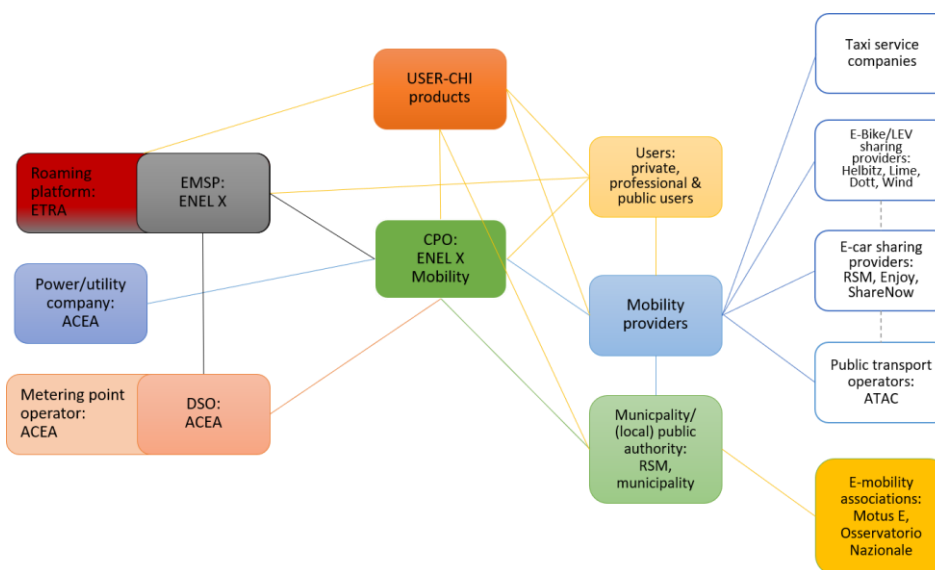 USER-CHI
products
Taxi service
companies
E-Bike/LEV
sharing
providers:
Helbitz, Lime,
Dott, Wind
Roaming
platform:
ETRA
EMSP:
ENEL X
Users:
private,
professional &
public users
CPO:
ENEL X
Mobility
E-car sharing
providers:
RSM, Enjoy,
ShareNow
Power/utility
company:
ACEA
Mobility
providers
Public transport
operators:
ATAC
Metering point
operator:
ACEA
DSO:
ACEA
Municpality/
(local) public
authority:
RSM,
municipality
E-mobility
associations:
Motus E,
Osservatorio
Nazionale